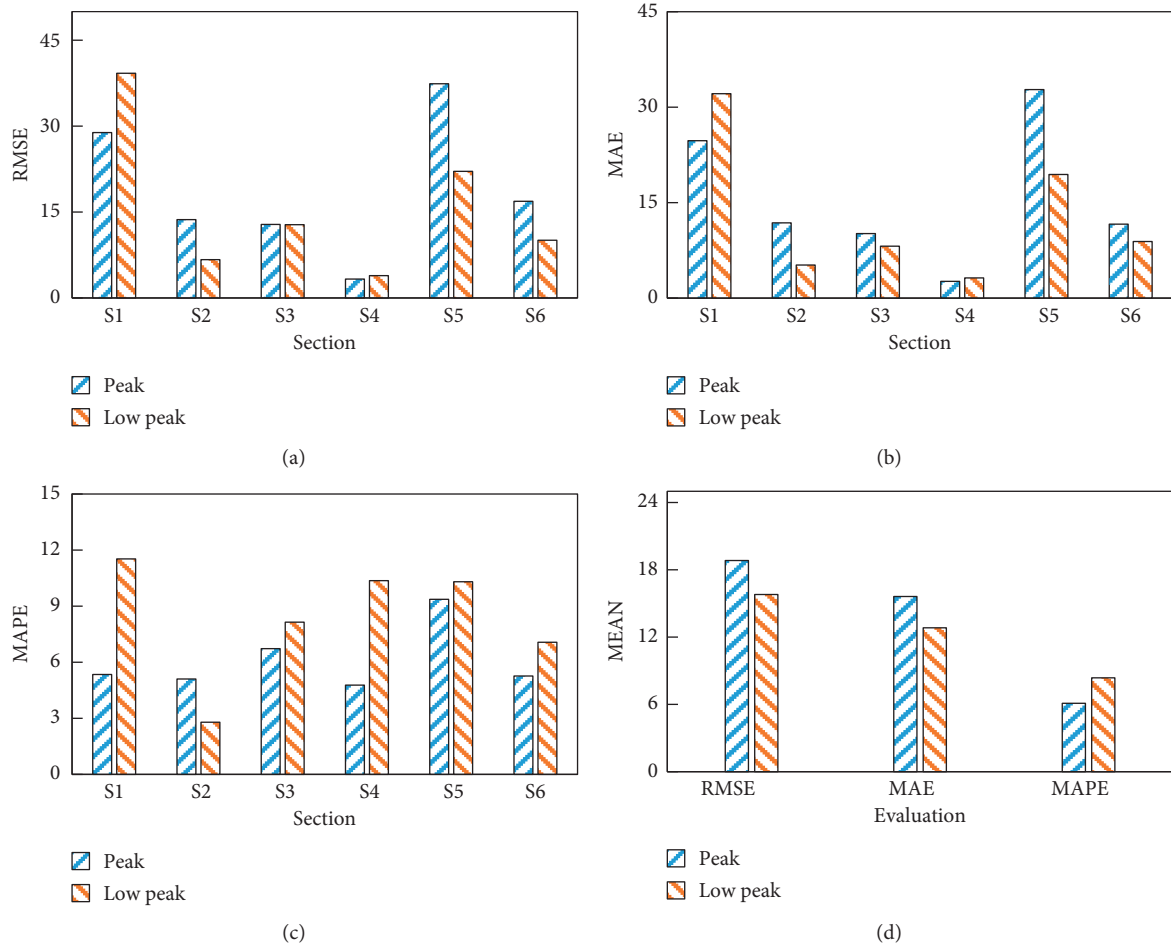 RMSE
45
30
15
0
S1 S2 S3 S4 S5 S6
Section
Peak
Low peak
(a)
MAE
45
30
15
0
S1 S2 S3 S4 S5 S6
Section
Peak
Low peak
(b)
MAPE
15
12
9
6
3
0
S1 S2 S3 S4 S5 S6
Section
Peak
Low peak
(c)
MEAN
24
18
12
6
0
RMSE MAE MAPE
Evaluation
Peak
Low peak
(d)